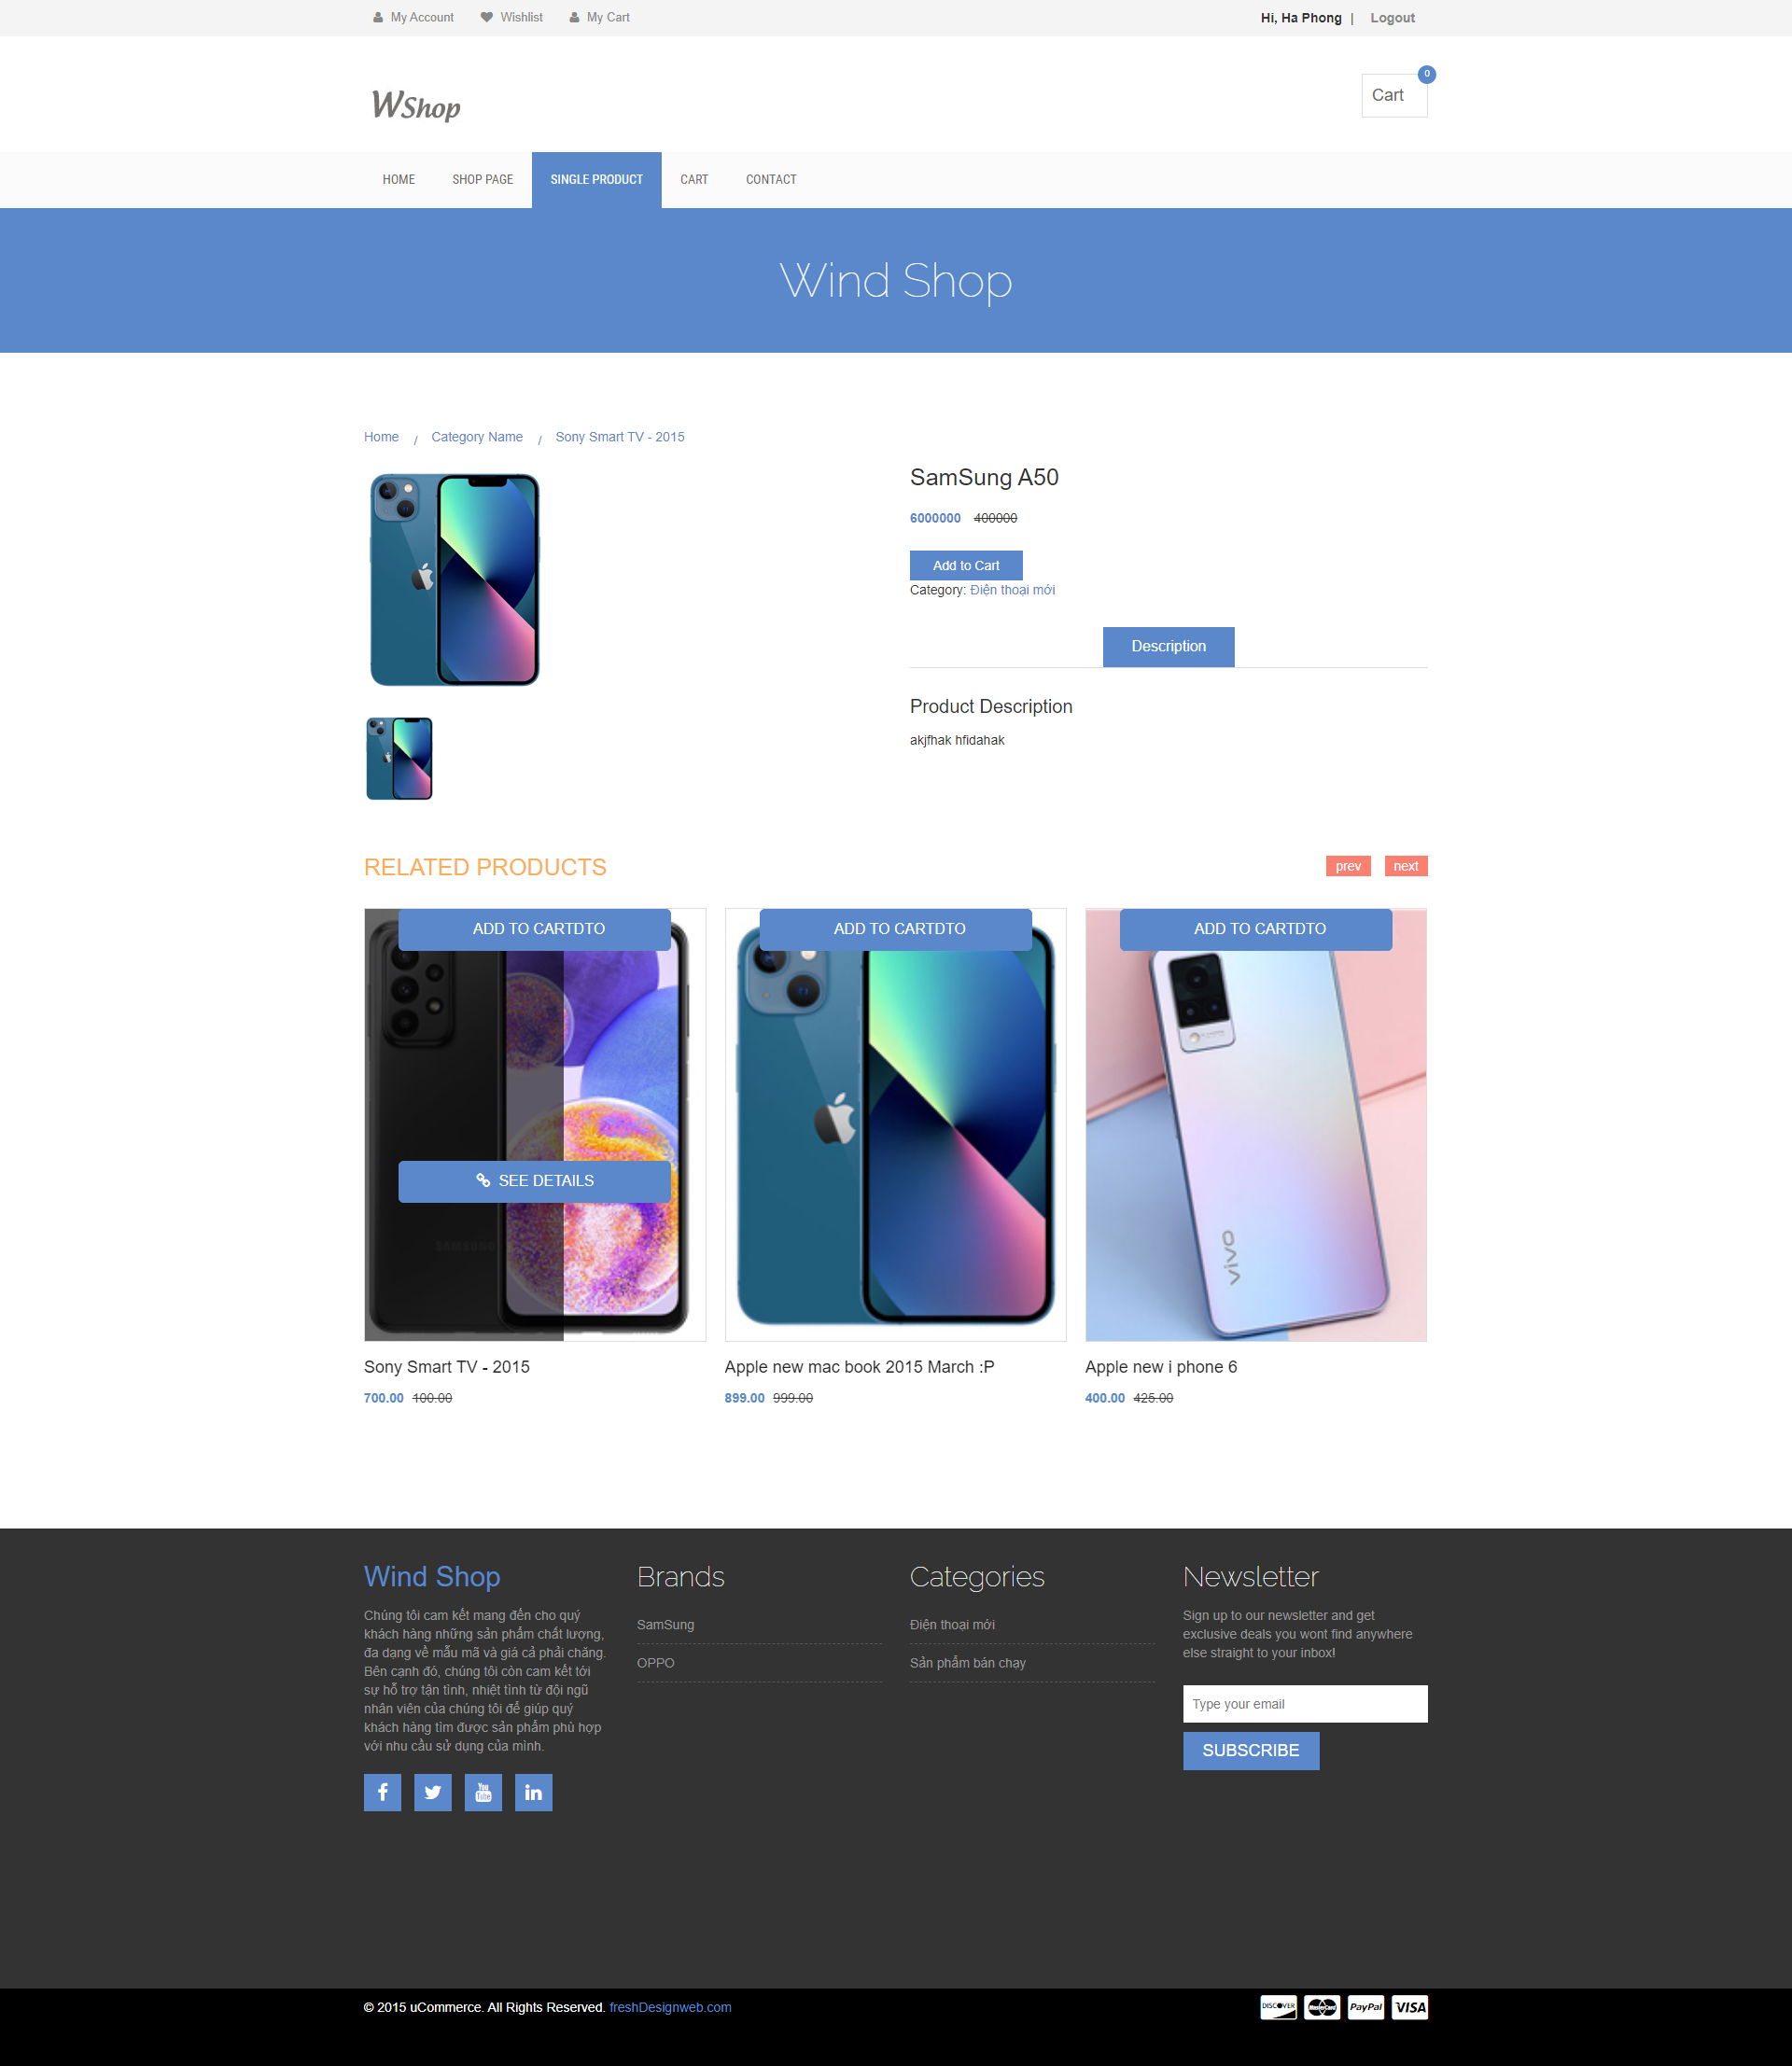 My Account Wishlist My Cart Hi, Ha Phong | Logout
WShop
Cart 0
HOME SHOP PAGE SINGLE PRODUCT CART CONTACT
Wind Shop
Home / Category Name / Sony Smart TV - 2015
SamSung A50
6000000 400000
Add to Cart
Category: Điện thoại mới
Description
Product Description
akjfhak hfidahak
RELATED PRODUCTS
prev next
ADD TO CARTDTO
SEE DETAILS
SAMSUNG
Sony Smart TV - 2015
700.00 100.00
ADD TO CARTDTO
Apple new mac book 2015 March :P
899.00 999.00
ADD TO CARTDTO
vivo
Apple new i phone 6
400.00 425.00
Wind Shop
Chúng tôi cam kết mang đến cho quý
khách hàng những sản phẩm chất lượng,
đa dạng về mẫu mã và giá cả phải chăng.
Bên cạnh đó, chúng tôi còn cam kết tới
sự hỗ trợ tận tình, nhiệt tình từ đội ngũ
nhân viên của chúng tôi để giúp quý
khách hàng tìm được sản phẩm phù hợp
với nhu cầu sử dụng của mình.
You Tube
Brands
SamSung
OPPO
Categories
Điện thoại mới
Sản phẩm bán chạy
Newsletter
Sign up to our newsletter and get
exclusive deals you wont find anywhere
else straight to your inbox!
Type your email
SUBSCRIBE
© 2015 uCommerce. All Rights Reserved. freshDesignweb.com
DISCOVER MasterCard PayPal VISA